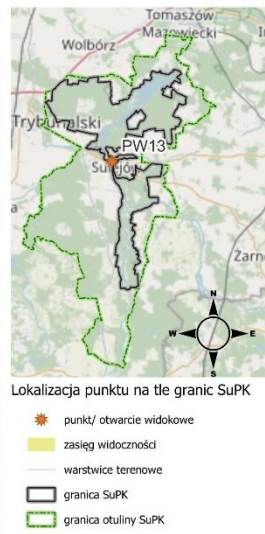 Tomaszów
Mazowiecki
Wolbórz
Trybunalski
PW13
Sulejów
Żarno
N
W
E
S
Lokalizacja punktu na tle granic SuPK
punkt/ otwarcie widokowe
zasięg widoczności
warstwice terenowe
granica SuPK
granica otuliny SuPK